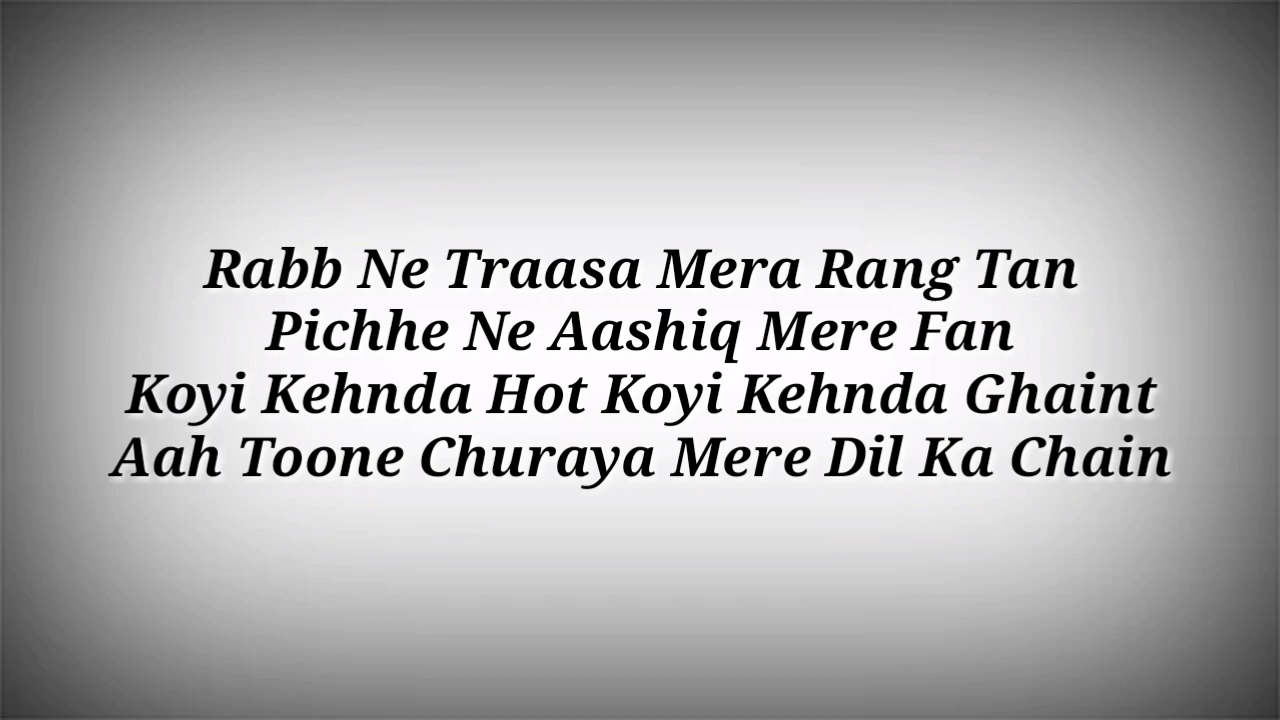 Rabb Ne Traasa Mera Rang Tan
Pichhe Ne Aashiq Mere Fan
Koyi Kehnda Hot Koyi Kehnda Ghaint
Aah Toone Churaya Mere Dil Ka Chain